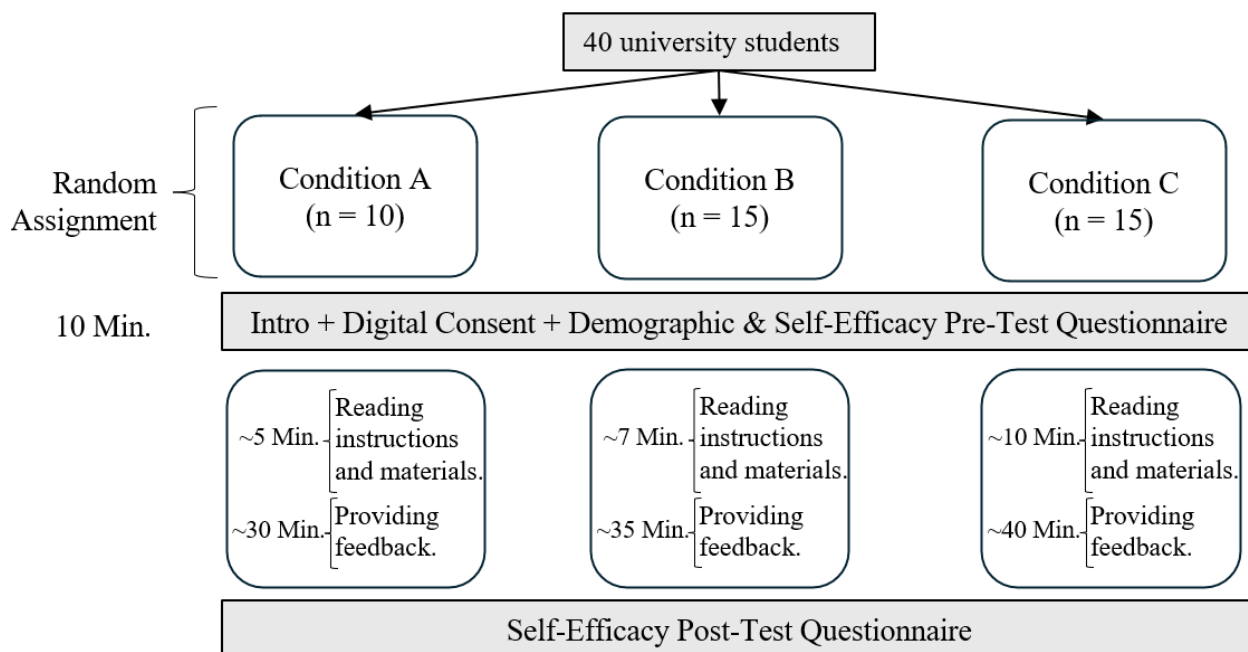 40 university students
Random
Assignment
Condition A
(n = 10)
Condition B
(n = 15)
Condition C
(n = 15)
10 Min.
Intro + Digital Consent + Demographic & Self-Efficacy Pre-Test Questionnaire
~5 Min.
Reading
instructions
and materials.
~30 Min.
Providing
feedback.
~7 Min.
Reading
instructions
and materials.
~35 Min.
Providing
feedback.
~10 Min.
Reading
instructions
and materials.
~40 Min.
Providing
feedback.
Self-Efficacy Post-Test Questionnaire